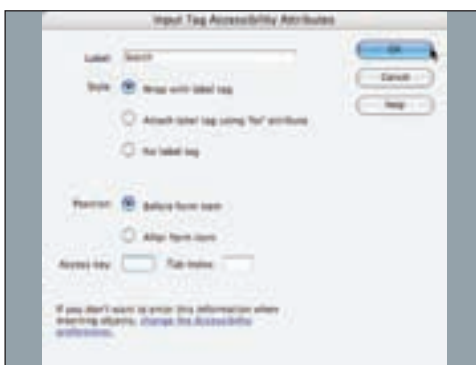 Input Tag Accessibility Attributes
Label: Search
OK
Style: Wrap with label tag
Cancel
Attach label tag using 'for' attribute
Help
No label tag
Position: Before form item
After form item
Access key: Tab Index:
If you don't want to enter this information when
inserting objects, change the Accessibility
preferences.